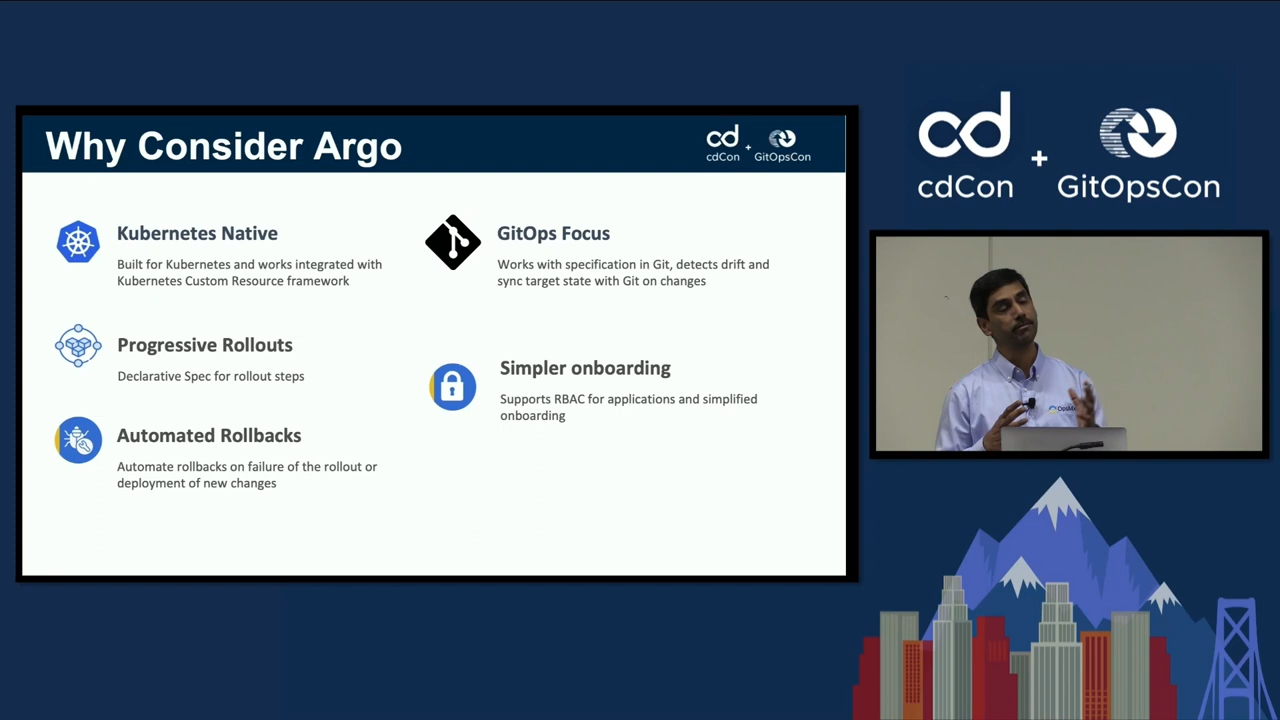 Why Consider Argo
cd
cdCon
+
GitOpsCon
Kubernetes Native
Built for Kubernetes and works integrated with
Kubernetes Custom Resource framework
Progressive Rollouts
Declarative Spec for rollout steps
Automated Rollbacks
Automate rollbacks on failure of the rollout or
deployment of new changes
GitOps Focus
Works with specification in Git, detects drift and
sync target state with Git on changes
Simpler onboarding
Supports RBAC for applications and simplified
onboarding
cd
cdCon
+
GitOpsCon